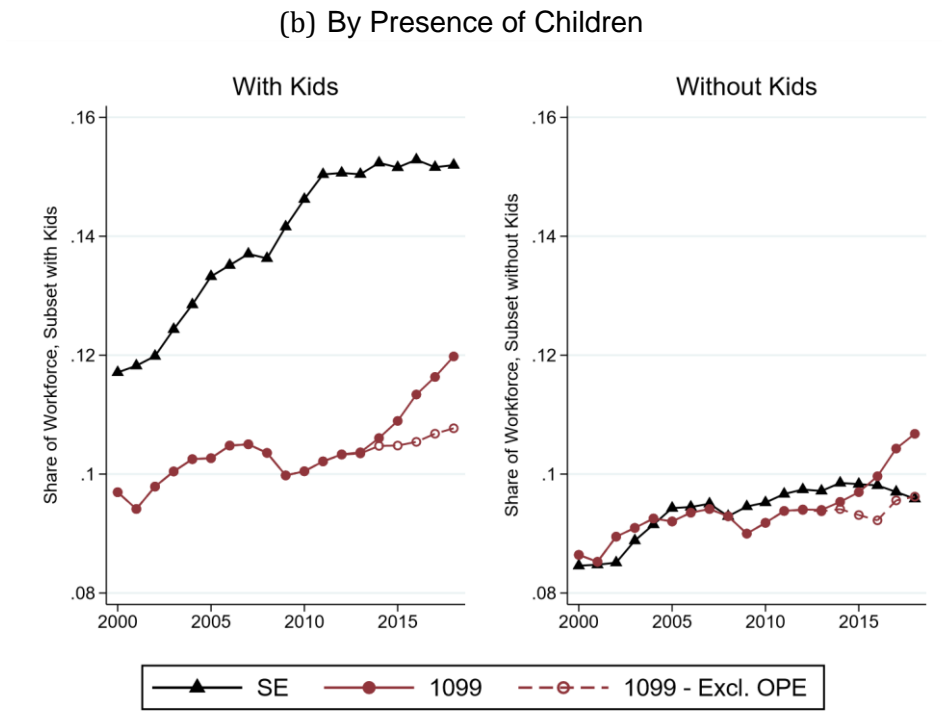 (b) By Presence of Children
With Kids
Share of Workforce, Subset with Kids
.16
.14
.12
.1
.08
2000 2005 2010 2015
Without Kids
Share of Workforce, Subset without Kids
.16
.14
.12
.1
.08
2000 2005 2010 2015
SE 1099 1099 - Excl. OPE